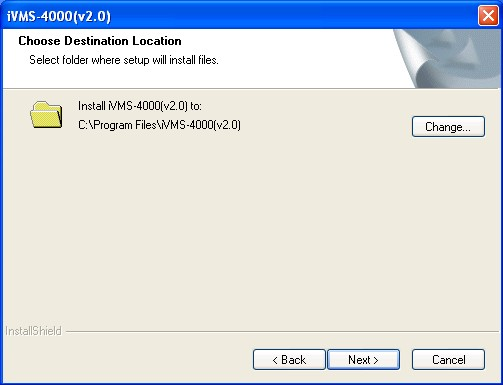 iVMS-4000(v2.0)
Choose Destination Location
Select folder where setup will install files.
Install iVMS-4000(v2.0) to:
C:\Program Files\iVMS-4000(v2.0)
Change...
InstallShield
< Back
Next >
Cancel